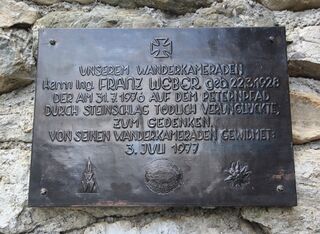 UNSEREM WANDERKAMERADEN
Herrn Ing. FRANZ WEBER geb 22.3.1928
DER AM 31.7.1976 AUF DEM PETERNPFAD
DURCH STEINSCHLAG TÖDLICH VERUNGLÜCKTE,
ZUM GEDENKEN
VON SEINEN WANDERKAMERADEN GEWIDMET:
3. JULI 1977